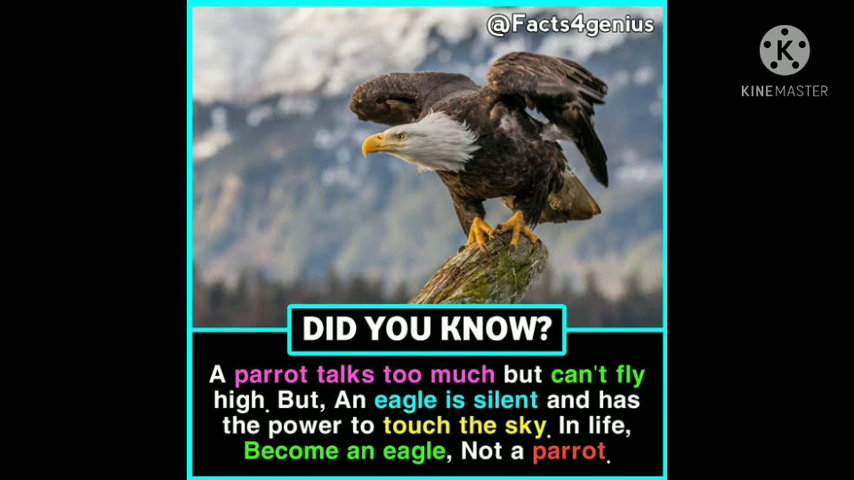 @Facts4genius
KINEMASTER
DID YOU KNOW?
A parrot talks too much but can't fly
high. But, An eagle is silent and has
the power to touch the sky. In life,
Become an eagle, Not a parrot.